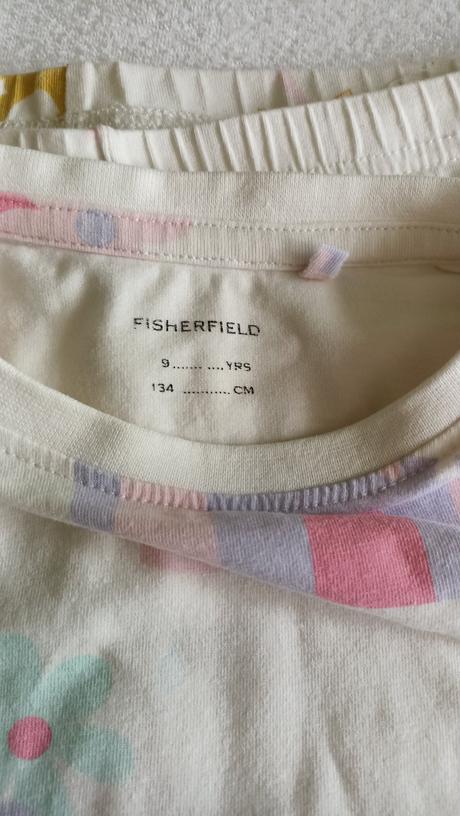 FISHERFIELD
9....... ....YRS
134 ...........CM